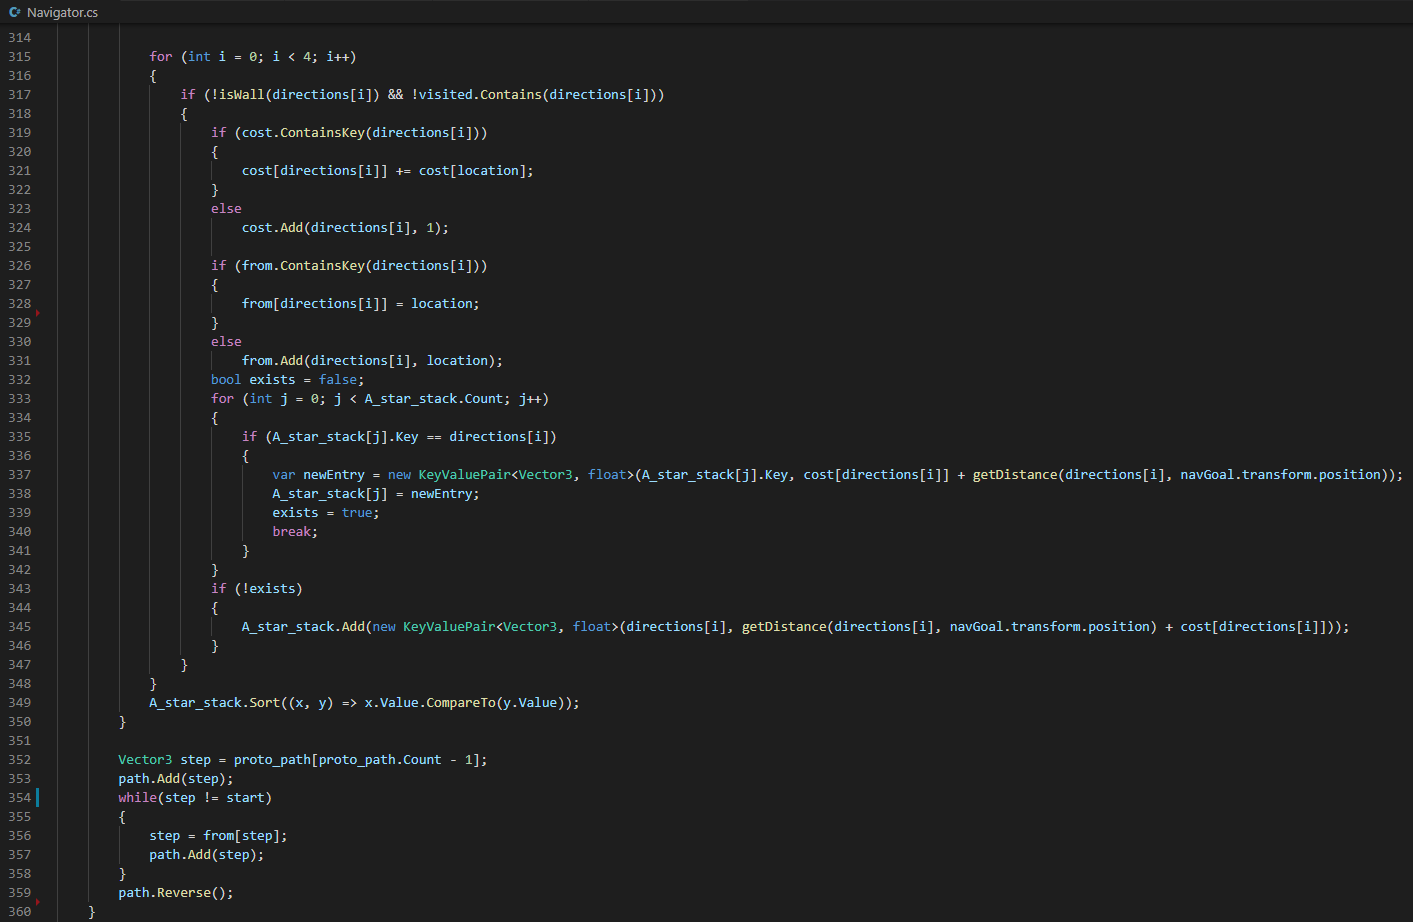 Navigator.cs
314
315 for (int i = 0; i < 4; i++)
316 {
317 if (!isWall(directions[i]) && !visited.Contains(directions[i]))
318 {
319 if (cost.ContainsKey(directions[i]))
320 {
321 cost[directions[i]] += cost[location];
322 }
323 else
324 cost.Add(directions[i], 1);
325
326 if (from.ContainsKey(directions[i]))
327 {
328 from[directions[i]] = location;
329 }
330 else
331 from.Add(directions[i], location);
332 bool exists = false;
333 for (int j = 0; j < A_star_stack.Count; j++)
334 {
335 if (A_star_stack[j].Key == directions[i])
336 {
337 var newEntry = new KeyValuePair<Vector3, float>(A_star_stack[j].Key, cost[directions[i]] + getDistance(directions[i], navGoal.transform.position));
338 A_star_stack[j] = newEntry;
339 exists = true;
340 break;
341 }
342 }
343 if (!exists)
344 {
345 A_star_stack.Add(new KeyValuePair<Vector3, float>(directions[i], getDistance(directions[i], navGoal.transform.position) + cost[directions[i]]));
346 }
347 }
348 }
349 A_star_stack.Sort((x, y) => x.Value.CompareTo(y.Value));
350 }
351
352 Vector3 step = proto_path[proto_path.Count - 1];
353 path.Add(step);
354 while(step != start)
355 {
356 step = from[step];
357 path.Add(step);
358 }
359 path.Reverse();
360 }